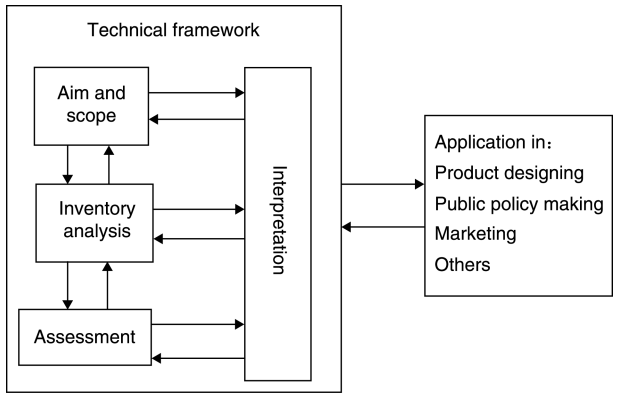 Technical framework
Aim and
scope
Inventory
analysis
Assessment
Interpretation
Application in:
Product designing
Public policy making
Marketing
Others